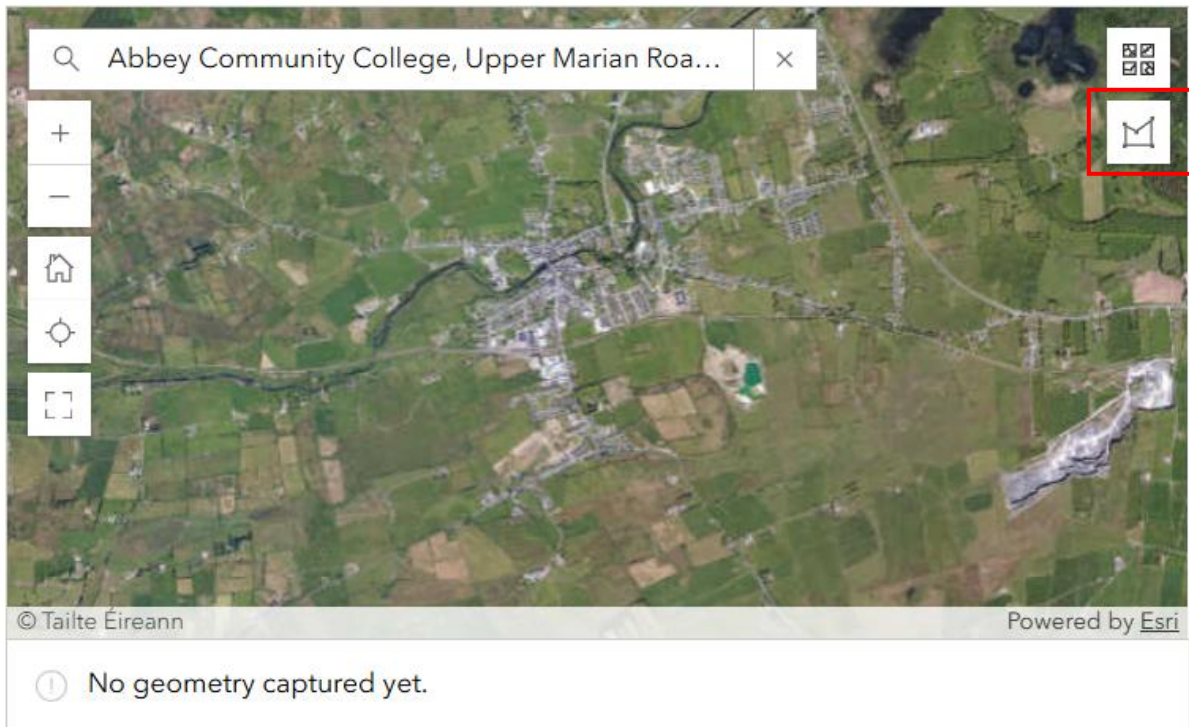 Abbey Community College, Upper Marian Roa...
© Tailte Éireann
Powered by Esri
No geometry captured yet.